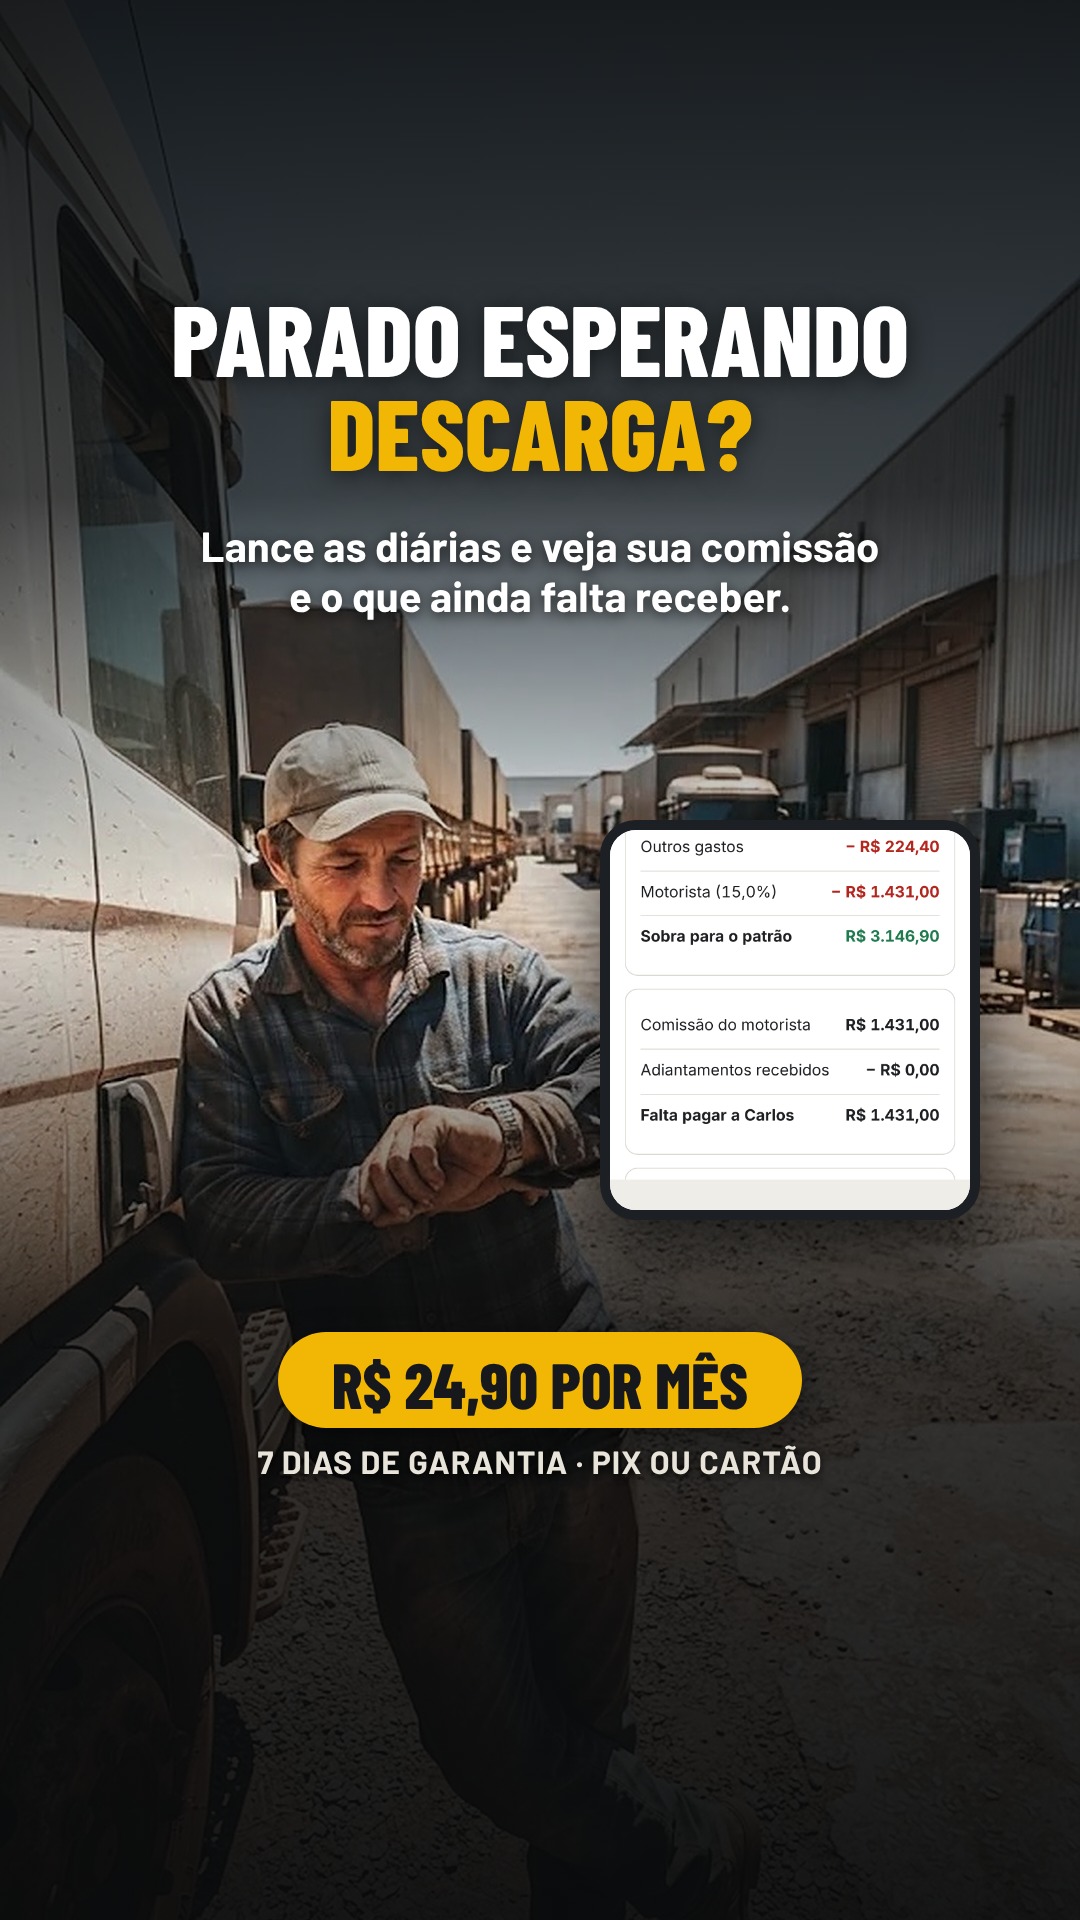 PARADO ESPERANDO
DESCARGA?
Lance as diárias e veja sua comissão
e o que ainda falta receber.
Outros gastos − R$ 224,40
Motorista (15,0%) − R$ 1.431,00
Sobra para o patrão R$ 3.146,90
Comissão do motorista R$ 1.431,00
Adiantamentos recebidos − R$ 0,00
Falta pagar a Carlos R$ 1.431,00
R$ 24,90 POR MÊS
7 DIAS DE GARANTIA · PIX OU CARTÃO